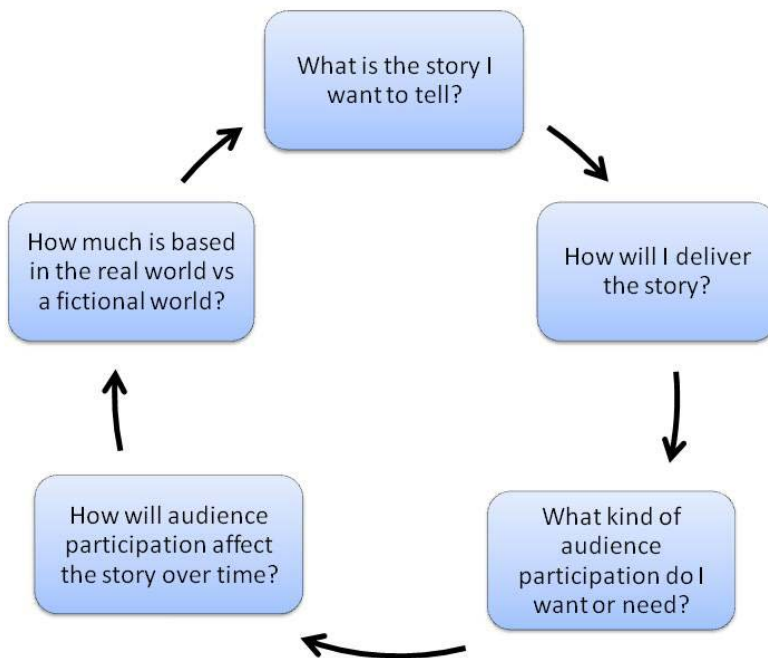 What is the story I
want to tell?
How will I deliver
the story?
What kind of
audience
participation do I
want or need?
How will audience
participation affect
the story over time?
How much is based
in the real world vs
a fictional world?